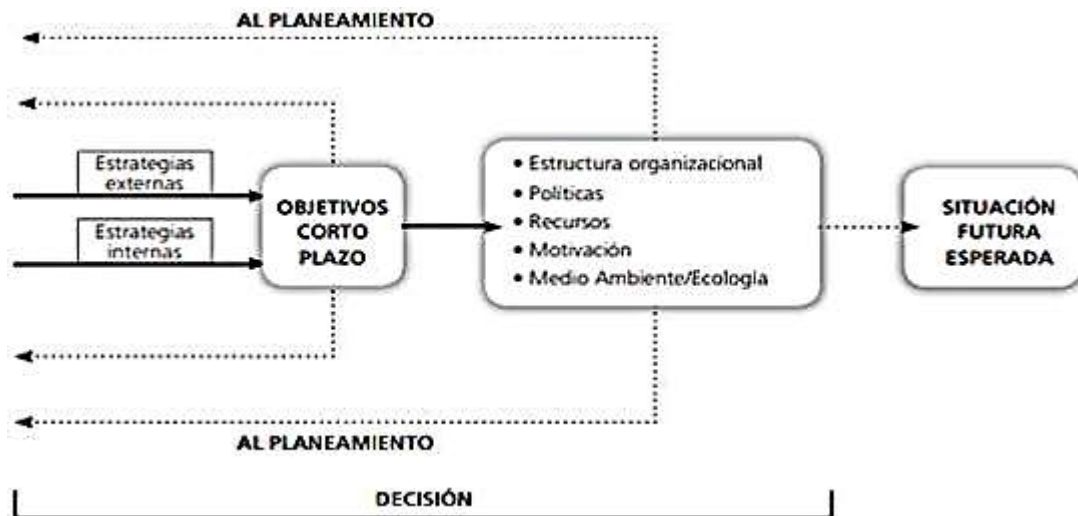 AL PLANEAMIENTO
Estrategias
externas
Estrategias
internas
OBJETIVOS
CORTO
PLAZO
• Estructura organizacional
• Políticas
• Recursos
• Motivación
• Medio Ambiente/Ecología
SITUACIÓN
FUTURA
ESPERADA
AL PLANEAMIENTO
DECISIÓN